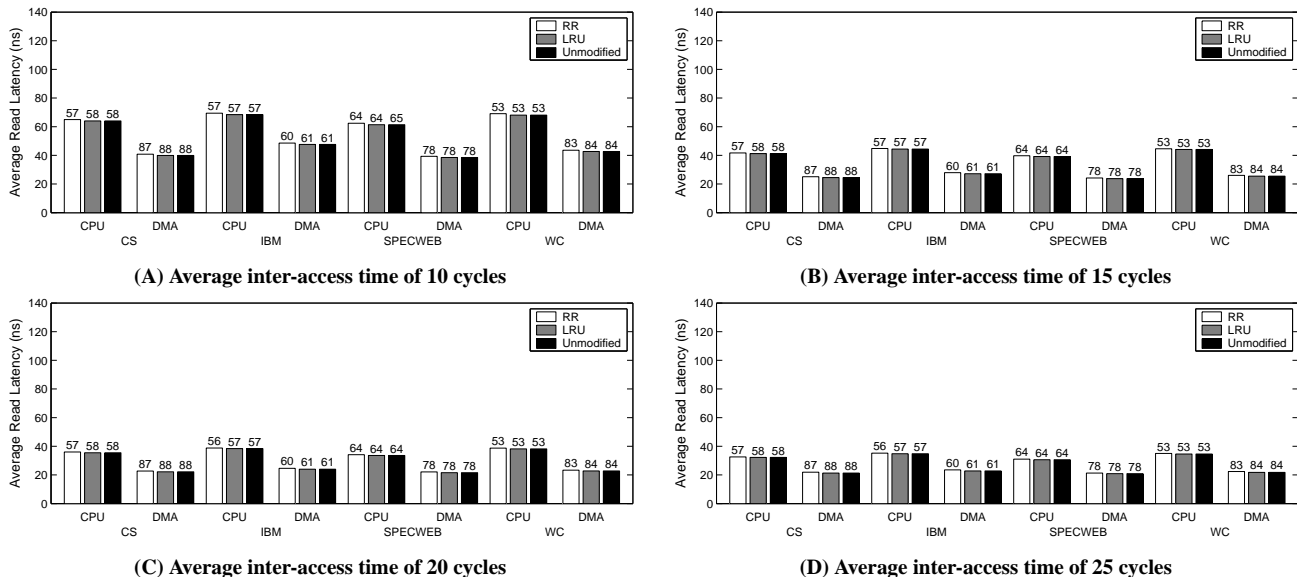 140
120
100
80
60
40
20
0
Average Read Latency (ns)
RR
LRU
Unmodified
57 58 58 87 88 88 57 57 57 60 61 61 64 64 65 78 78 78 53 53 53 83 84 84
CPU DMA CPU DMA CPU DMA CPU DMA
CS IBM SPECWEB WC
(A) Average inter-access time of 10 cycles
140
120
100
80
60
40
20
0
Average Read Latency (ns)
RR
LRU
Unmodified
57 58 58 87 88 88 57 57 57 60 61 61 64 64 64 78 78 78 53 53 53 83 84 84
CPU DMA CPU DMA CPU DMA CPU DMA
CS IBM SPECWEB WC
(B) Average inter-access time of 15 cycles
140
120
100
80
60
40
20
0
Average Read Latency (ns)
RR
LRU
Unmodified
57 58 58 87 88 88 56 57 57 60 61 61 64 64 64 78 78 78 53 53 53 83 84 84
CPU DMA CPU DMA CPU DMA CPU DMA
CS IBM SPECWEB WC
(C) Average inter-access time of 20 cycles
140
120
100
80
60
40
20
0
Average Read Latency (ns)
RR
LRU
Unmodified
57 58 58 87 88 88 56 57 57 60 61 61 64 64 64 78 78 78 53 53 53 83 84 84
CPU DMA CPU DMA CPU DMA CPU DMA
CS IBM SPECWEB WC
(D) Average inter-access time of 25 cycles